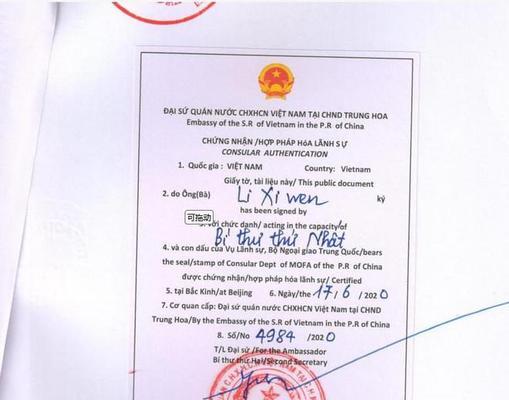 ĐẠI SỨ QUÁN NƯỚC CHXHCN VIỆT NAM TẠI CHND TRUNG HOA
Embassy of the S.R of Vietnam in the P.R of China
CHỨNG NHẬN /HỢP PHÁP HÓA LÃNH SỰ
CONSULAR AUTHENTICATION
1. Quốc gia : VIỆT NAM Country: Vietnam
Giấy tờ, tài liệu này/ This public document
2. do Ông(Bà) Li Xi wen ký
has been signed by
可拖动
với chức danh/ acting in the capacity of
Bí thư thứ Nhất
4. và con dấu của Vụ Lãnh sự, Bộ Ngoại giao Trung Quốc/bears
the seal/stamp of Consular Dept of MOFA of the P.R of China
được chứng nhận/hợp pháp hóa lãnh sự/ Certified
5. tại Bắc Kinh/at Beijing 6. Ngày/the 17/6/2020
7. Cơ quan cấp: Đại sứ quán nước CHXHCN Việt Nam tại CHND
Trung Hoa/By the Embassy of the S.R of Vietnam in the P.R of China
8. Số/No 4984 /2020
T/L Đại sứ /For the Ambassador
Bí thư thứ Hai/Second Secretary